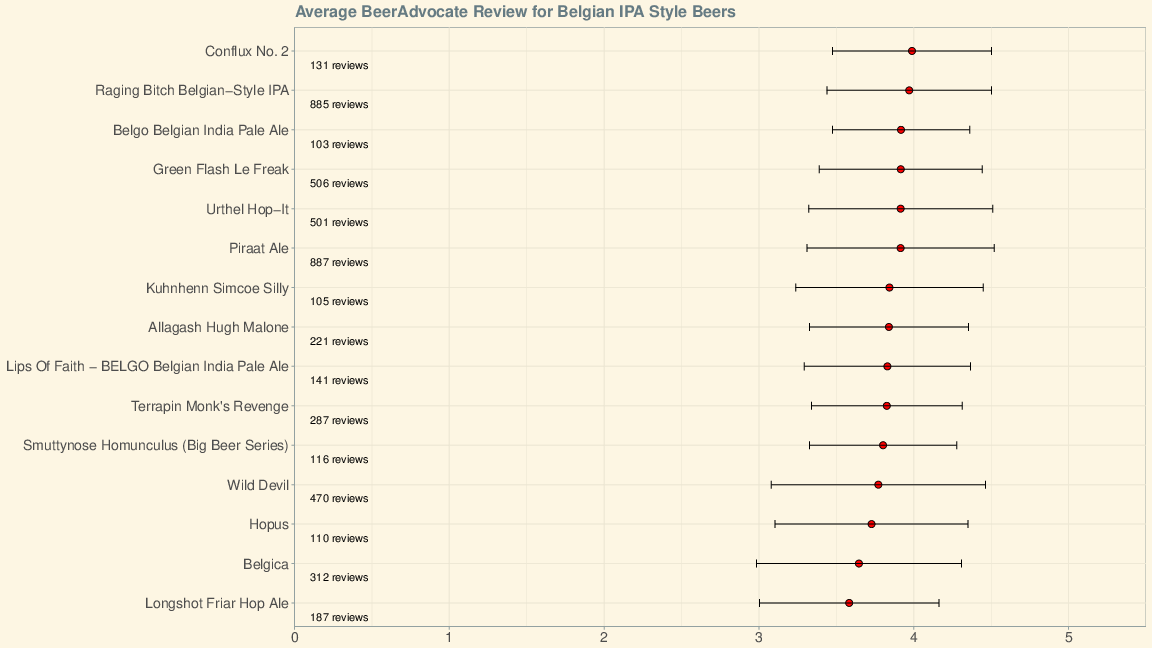 Average BeerAdvocate Review for Belgian IPA Style Beers
Conflux No. 2
131 reviews
Raging Bitch Belgian−Style IPA
885 reviews
Belgo Belgian India Pale Ale
103 reviews
Green Flash Le Freak
506 reviews
Urthel Hop−It
501 reviews
Piraat Ale
887 reviews
Kuhnhenn Simcoe Silly
105 reviews
Allagash Hugh Malone
221 reviews
Lips Of Faith − BELGO Belgian India Pale Ale
141 reviews
Terrapin Monk's Revenge
287 reviews
Smuttynose Homunculus (Big Beer Series)
116 reviews
Wild Devil
470 reviews
Hopus
110 reviews
Belgica
312 reviews
Longshot Friar Hop Ale
187 reviews
0 1 2 3 4 5